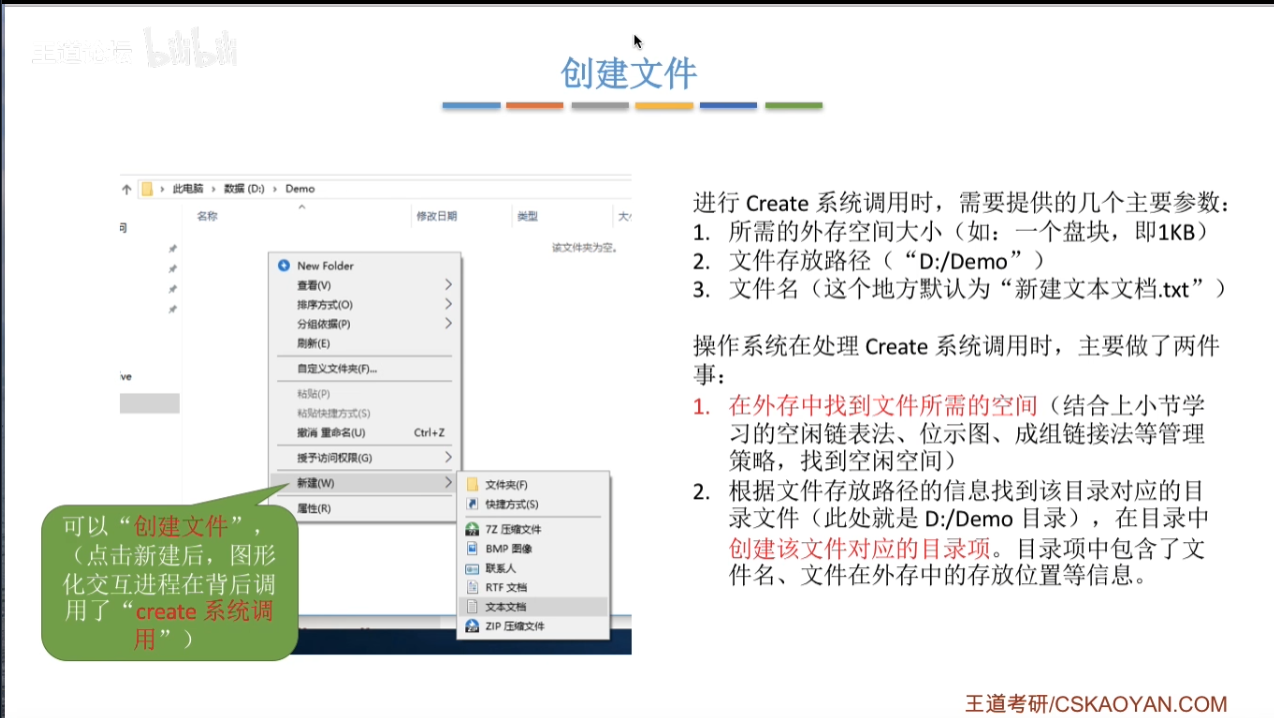 王道论坛 bilibili
创建文件
此电脑 › 数据 (D:) › Demo
名称 修改日期 类型
该文件夹为空。
New Folder
查看(V)
排序方式(O)
分组依据(P)
刷新(E)
自定义文件夹(F)...
粘贴(P)
粘贴快捷方式(S)
撤消 重命名(U) Ctrl+Z
授予访问权限(G)
新建(W)
属性(R)
文件夹(F)
快捷方式(S)
7Z 压缩文件
BMP 图像
联系人
RTF 文档
文本文档
ZIP 压缩文件
可以“创建文件”，
（点击新建后，图形
化交互进程在背后调
用了“create 系统调
用”）
进行 Create 系统调用时，需要提供的几个主要参数：
1. 所需的外存空间大小（如：一个盘块，即1KB）
2. 文件存放路径（“D:/Demo”）
3. 文件名（这个地方默认为“新建文本文档.txt”）
操作系统在处理 Create 系统调用时，主要做了两件
事：
1. 在外存中找到文件所需的空间（结合上小节学
习的空闲链表法、位示图、成组链接法等管理
策略，找到空闲空间）
2. 根据文件存放路径的信息找到该目录对应的目
录文件（此处就是 D:/Demo 目录），在目录中
创建该文件对应的目录项。目录项中包含了文
件名、文件在外存中的存放位置等信息。
王道考研/CSKAOYAN.COM